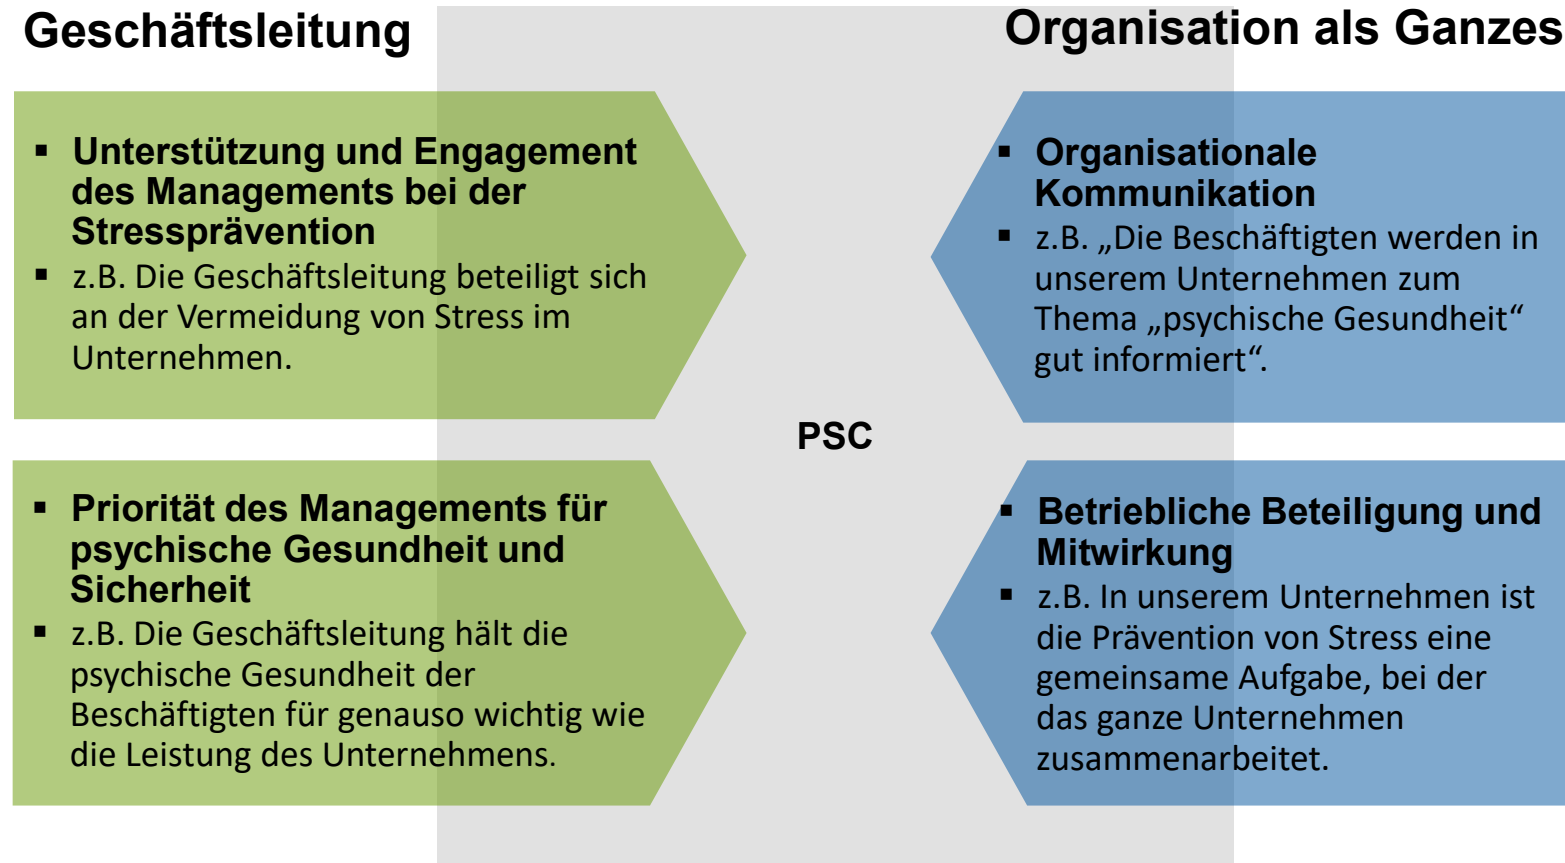 Geschäftsleitung
Organisation als Ganzes
▪ Unterstützung und Engagement
des Managements bei der
Stressprävention
▪ z.B. Die Geschäftsleitung beteiligt sich
an der Vermeidung von Stress im
Unternehmen.
▪ Organisationale
Kommunikation
▪ z.B. „Die Beschäftigten werden in
unserem Unternehmen zum
Thema „psychische Gesundheit“
gut informiert“.
PSC
▪ Priorität des Managements für
psychische Gesundheit und
Sicherheit
▪ z.B. Die Geschäftsleitung hält die
psychische Gesundheit der
Beschäftigten für genauso wichtig wie
die Leistung des Unternehmens.
▪ Betriebliche Beteiligung und
Mitwirkung
▪ z.B. In unserem Unternehmen ist
die Prävention von Stress eine
gemeinsame Aufgabe, bei der
das ganze Unternehmen
zusammenarbeitet.